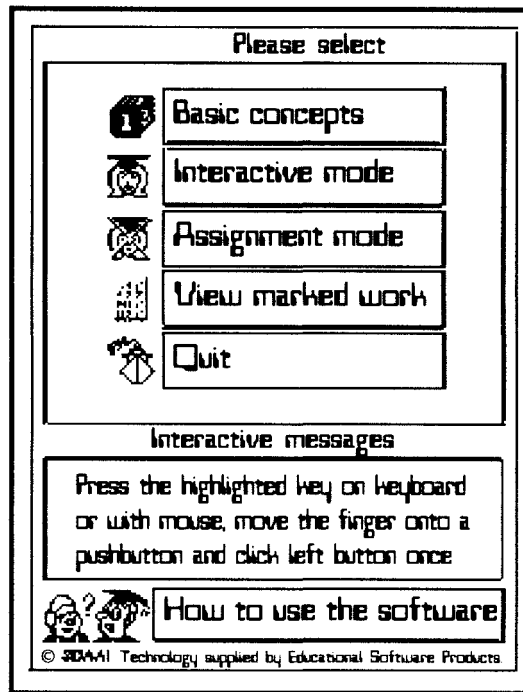 Please select
Basic concepts
Interactive mode
Assignment mode
View marked work
Quit
Interactive messages
Press the highlighted key on keyboard
or with mouse, move the finger onto a
pushbutton and click left button once
How to use the software
© Technology supplied by Educational Software Products